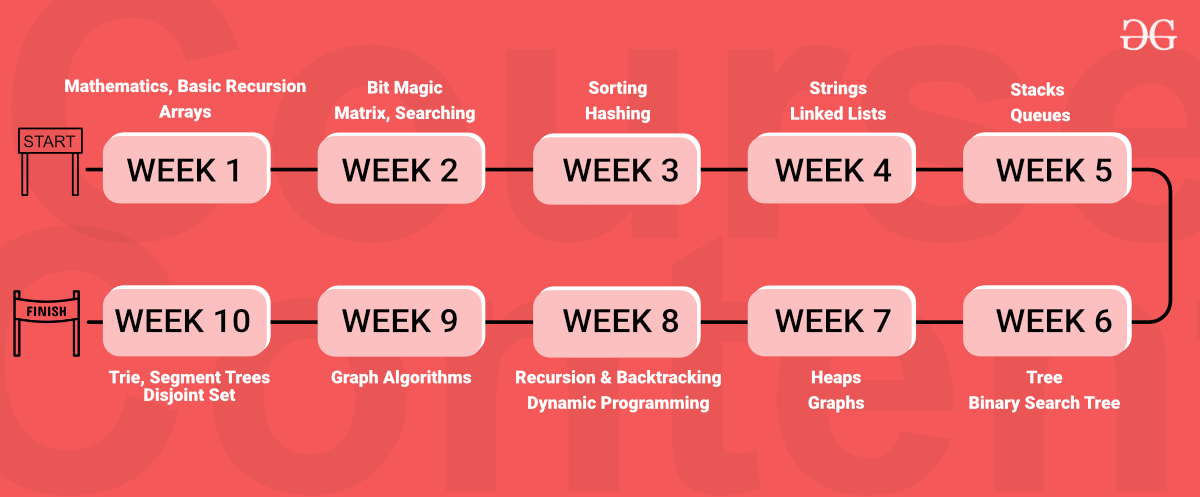 Course
Content
GG
Mathematics, Basic Recursion
Arrays
Bit Magic
Matrix, Searching
Sorting
Hashing
Strings
Linked Lists
Stacks
Queues
START
WEEK 1
WEEK 2
WEEK 3
WEEK 4
WEEK 5
FINISH
WEEK 10
WEEK 9
WEEK 8
WEEK 7
WEEK 6
Trie, Segment Trees
Disjoint Set
Graph Algorithms
Recursion & Backtracking
Dynamic Programming
Heaps
Graphs
Tree
Binary Search Tree